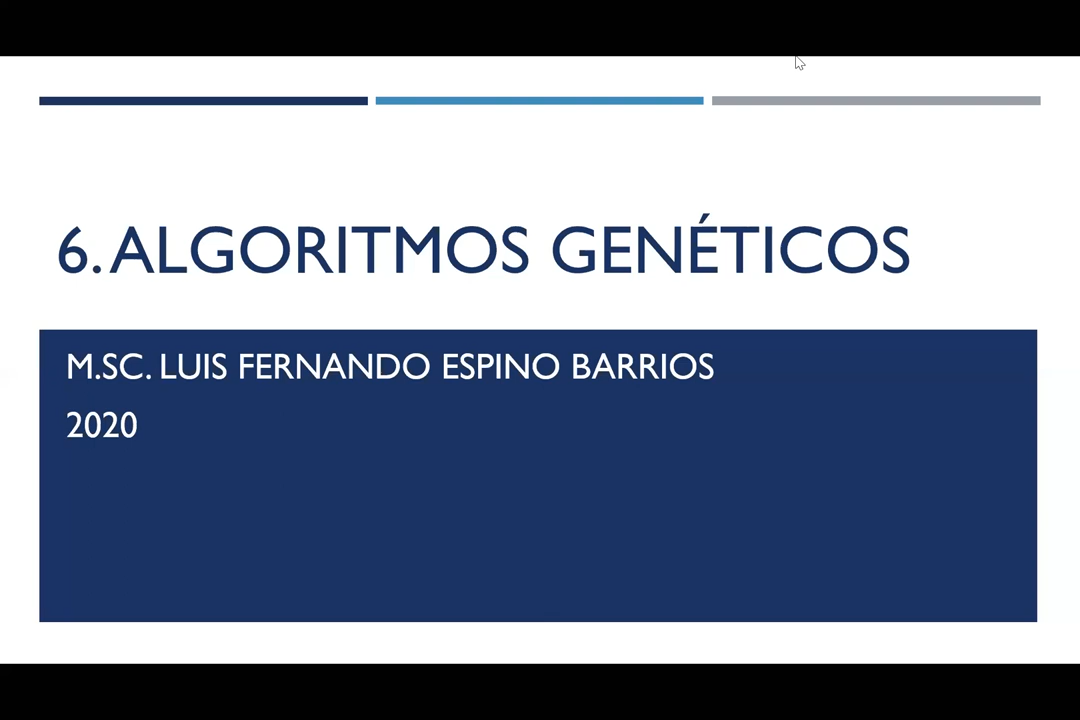 6. ALGORITMOS GENÉTICOS
M.SC. LUIS FERNANDO ESPINO BARRIOS
2020